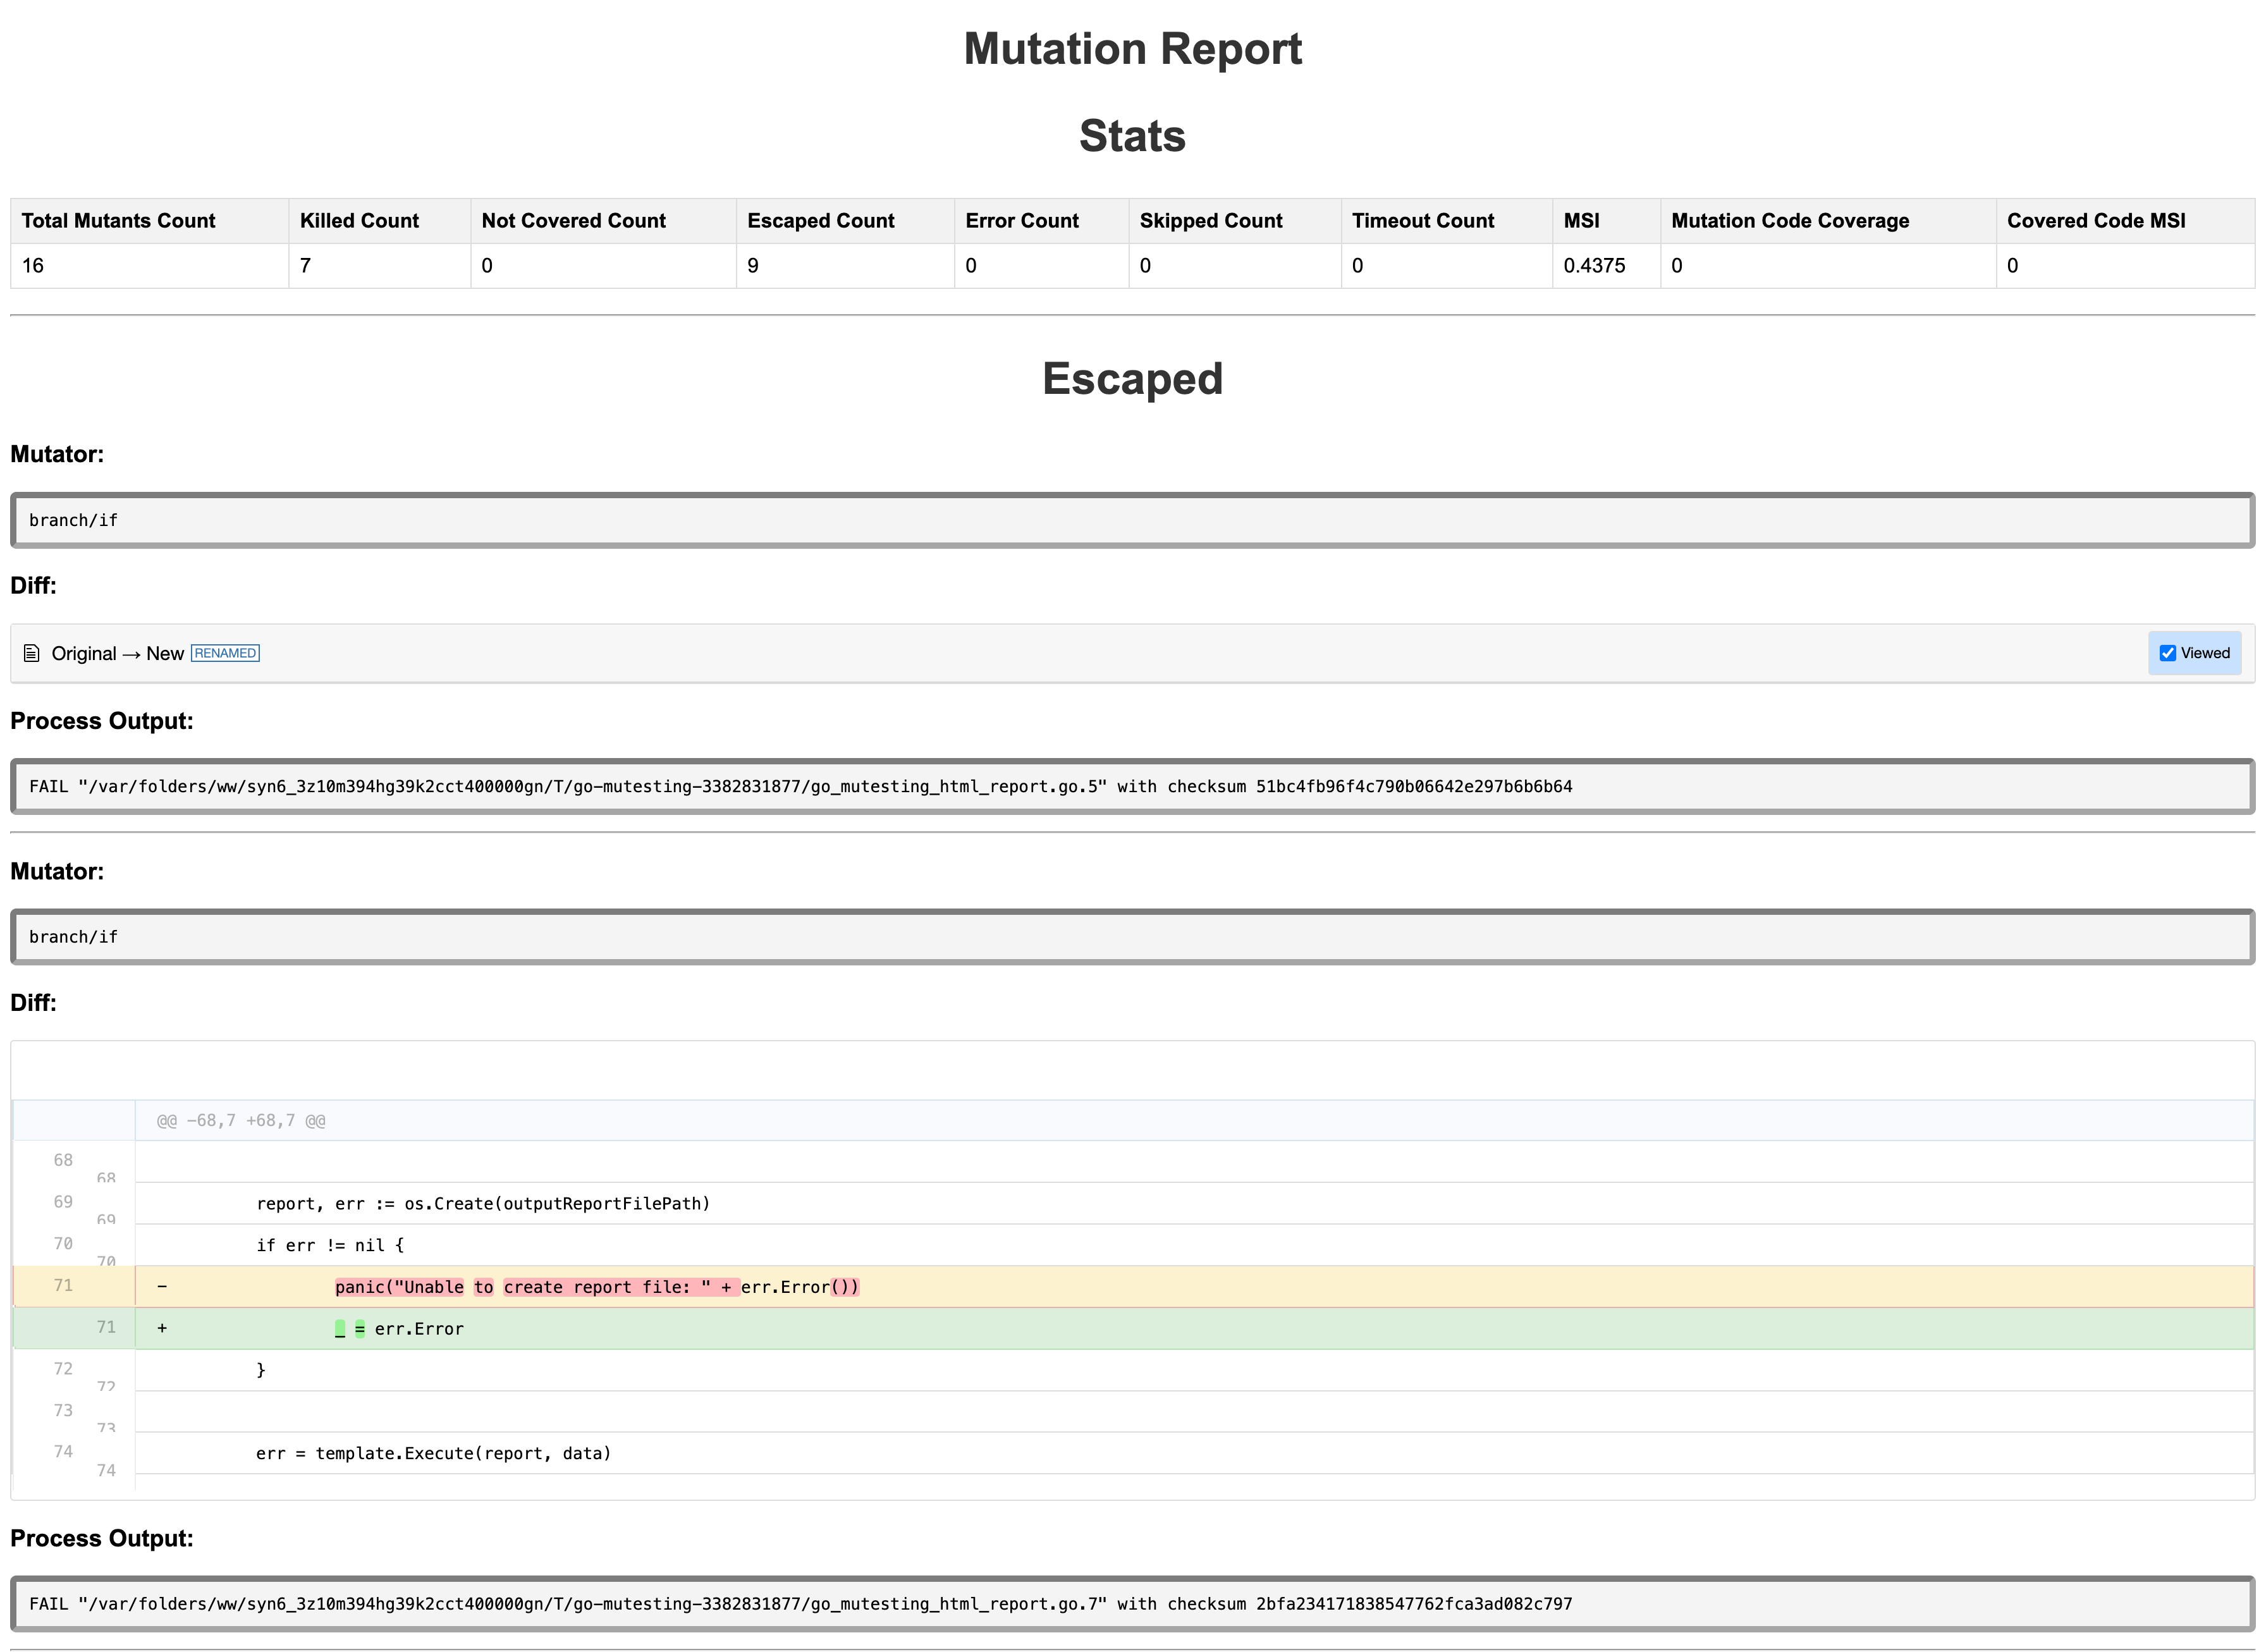 Mutation Report
Stats
Total Mutants Count Killed Count Not Covered Count Escaped Count Error Count Skipped Count Timeout Count MSI Mutation Code Coverage Covered Code MSI
16 7 0 9 0 0 0 0.4375 0 0
Escaped
Mutator:
branch/if
Diff:
Original → New RENAMED Viewed
Process Output:
FAIL "/var/folders/ww/syn6_3z10m394hg39k2cct400000gn/T/go-mutesting-3382831877/go_mutesting_html_report.go.5" with checksum 51bc4fb96f4c790b06642e297b6b6b64
Mutator:
branch/if
Diff:
@@ -68,7 +68,7 @@
68 68
69 69 report, err := os.Create(outputReportFilePath)
70 70 if err != nil {
71 - panic("Unable to create report file: " + err.Error())
71 + _ = err.Error
72 72 }
73 73
74 74 err = template.Execute(report, data)
Process Output:
FAIL "/var/folders/ww/syn6_3z10m394hg39k2cct400000gn/T/go-mutesting-3382831877/go_mutesting_html_report.go.7" with checksum 2bfa234171838547762fca3ad082c797